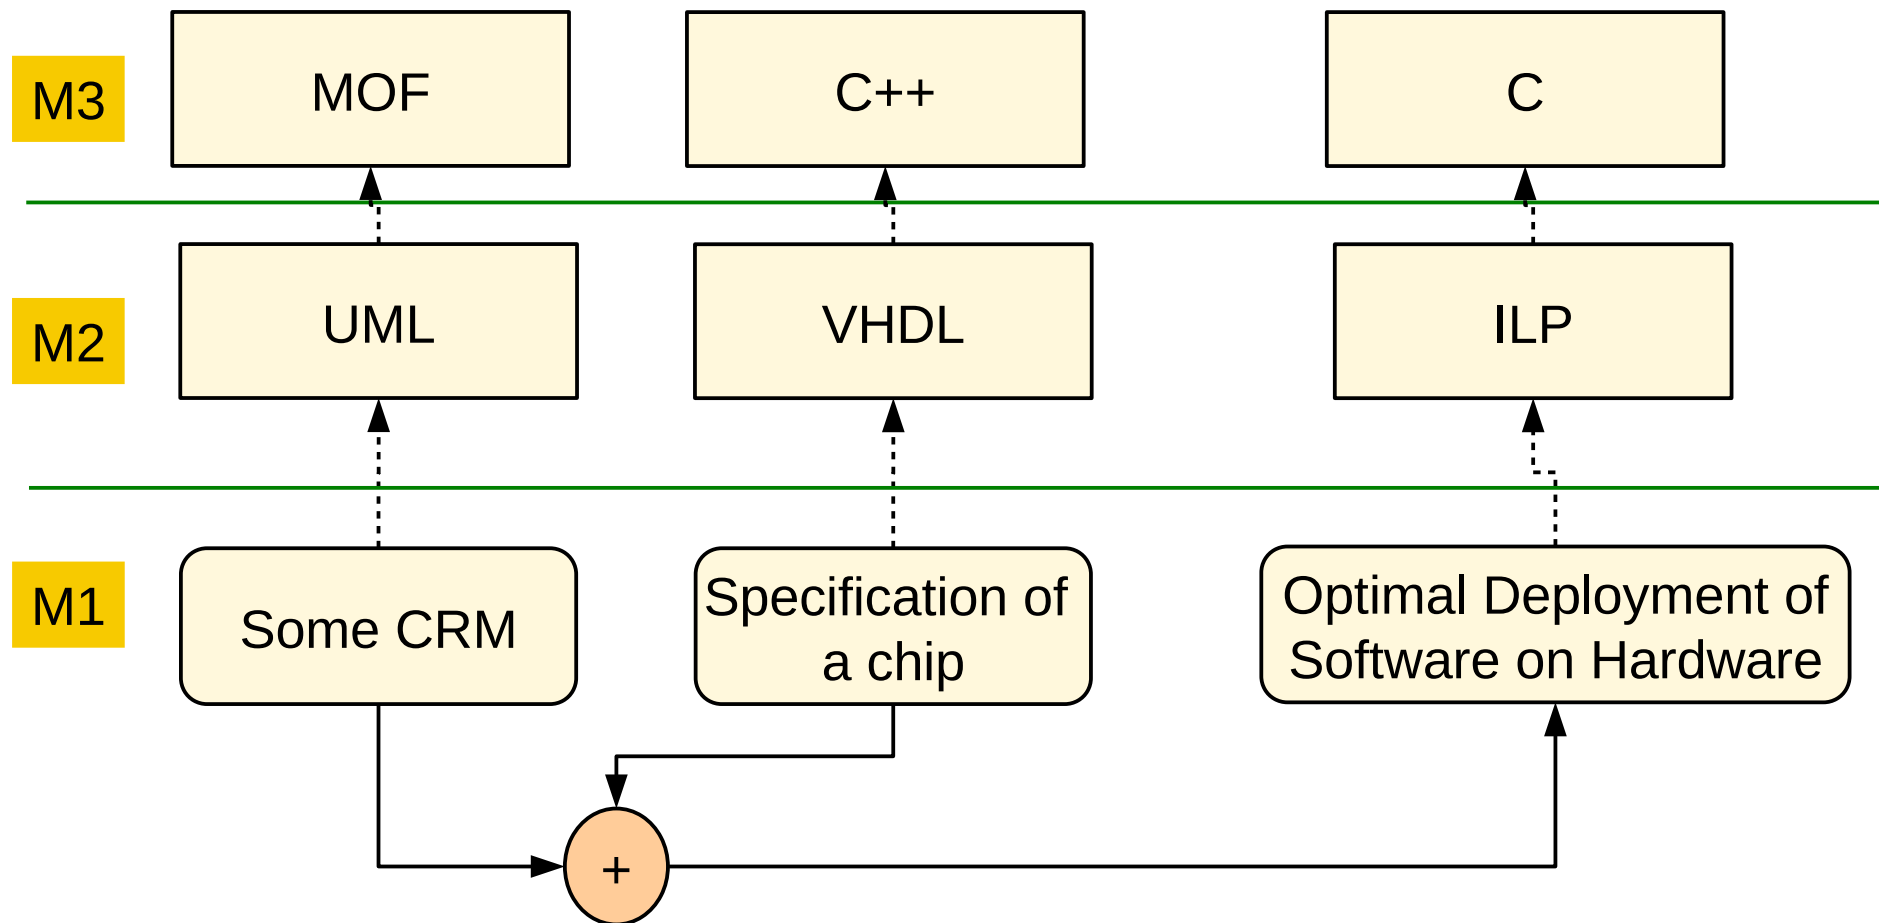 M3
MOF
C++
C
M2
UML
VHDL
ILP
M1
Some CRM
Specification of
a chip
Optimal Deployment of
Software on Hardware
+